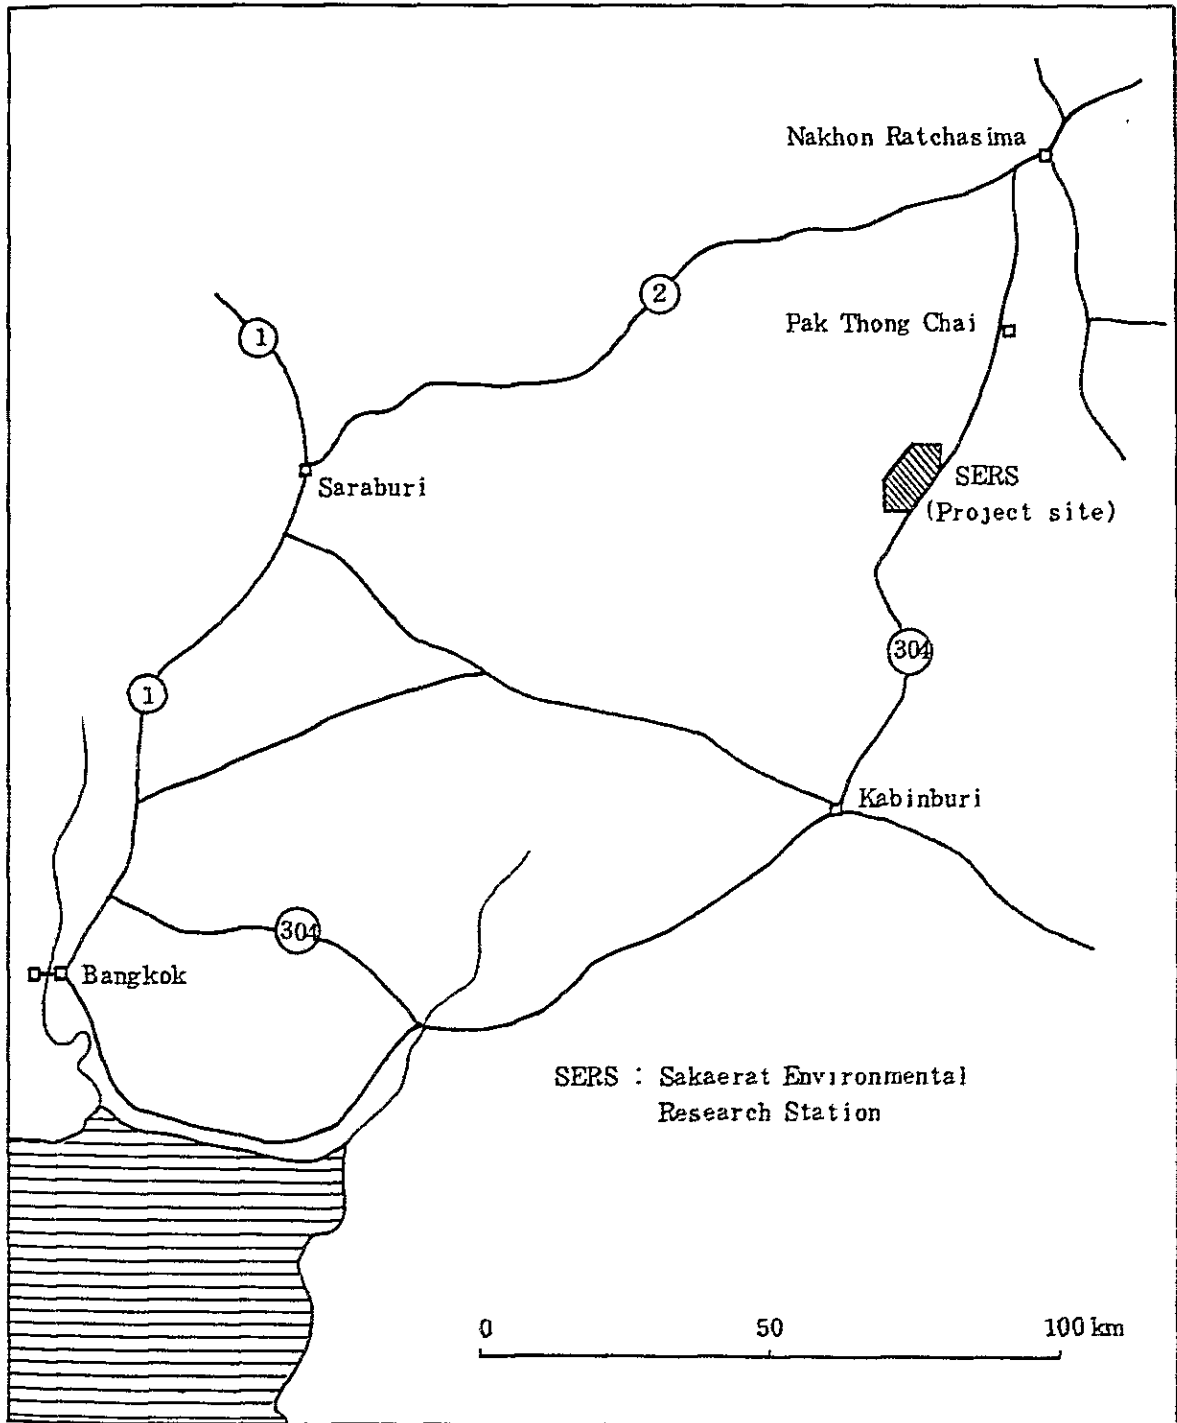 Nakhon Ratchasima
2
Pak Thong Chai
1
Saraburi
SERS
(Project site)
304
1
Kabinburi
304
Bangkok
SERS : Sakaerat Environmental
Research Station
0 50 100 km